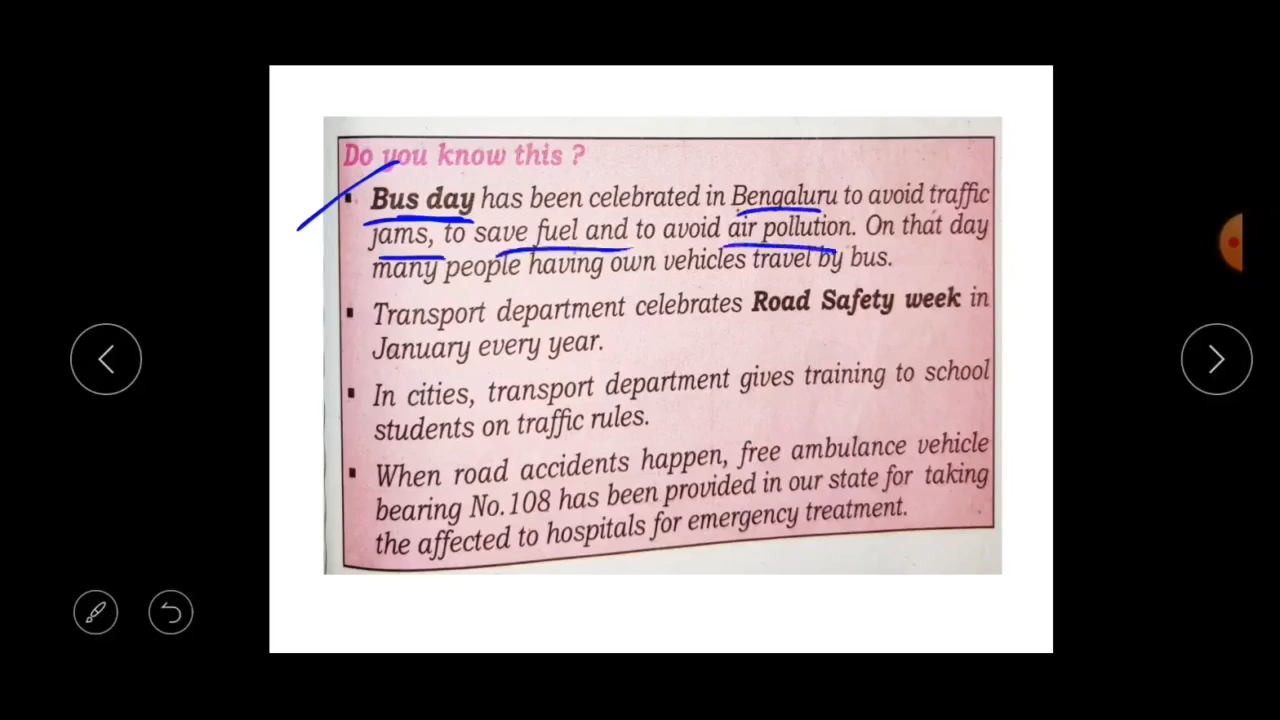 Do you know this ?
▪ Bus day has been celebrated in Bengaluru to avoid traffic
jams, to save fuel and to avoid air pollution. On that day
many people having own vehicles travel by bus.
▪ Transport department celebrates Road Safety week in
January every year.
▪ In cities, transport department gives training to school
students on traffic rules.
▪ When road accidents happen, free ambulance vehicle
bearing No.108 has been provided in our state for taking
the affected to hospitals for emergency treatment.